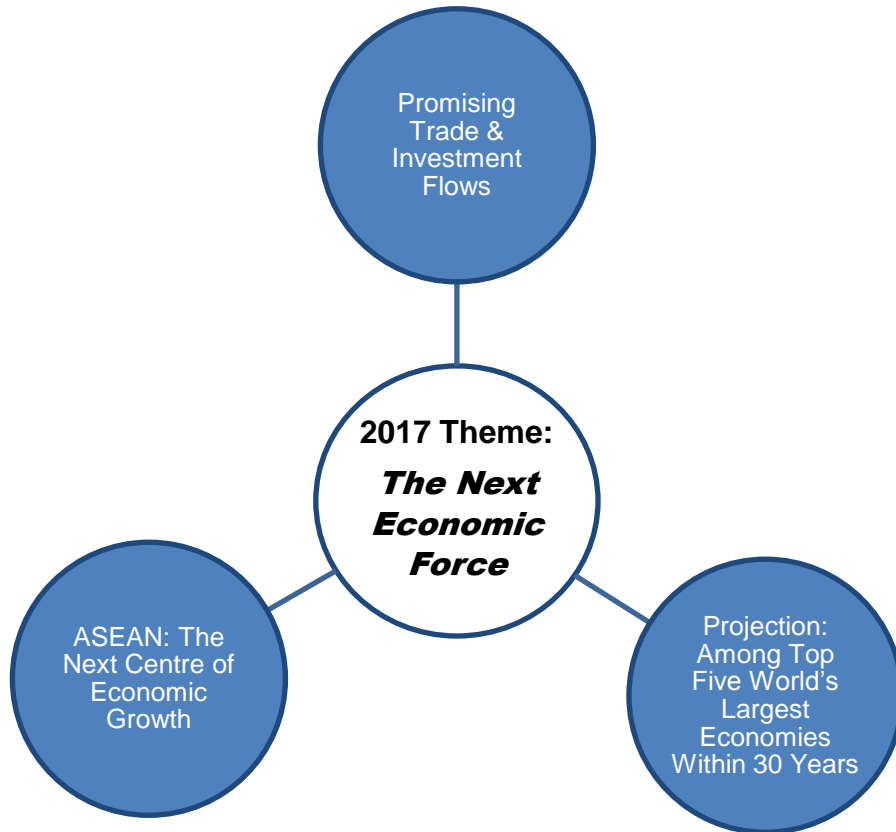 Promising
Trade &
Investment
Flows
2017 Theme:
The Next
Economic
Force
ASEAN: The
Next Centre of
Economic
Growth
Projection:
Among Top
Five World’s
Largest
Economies
Within 30 Years